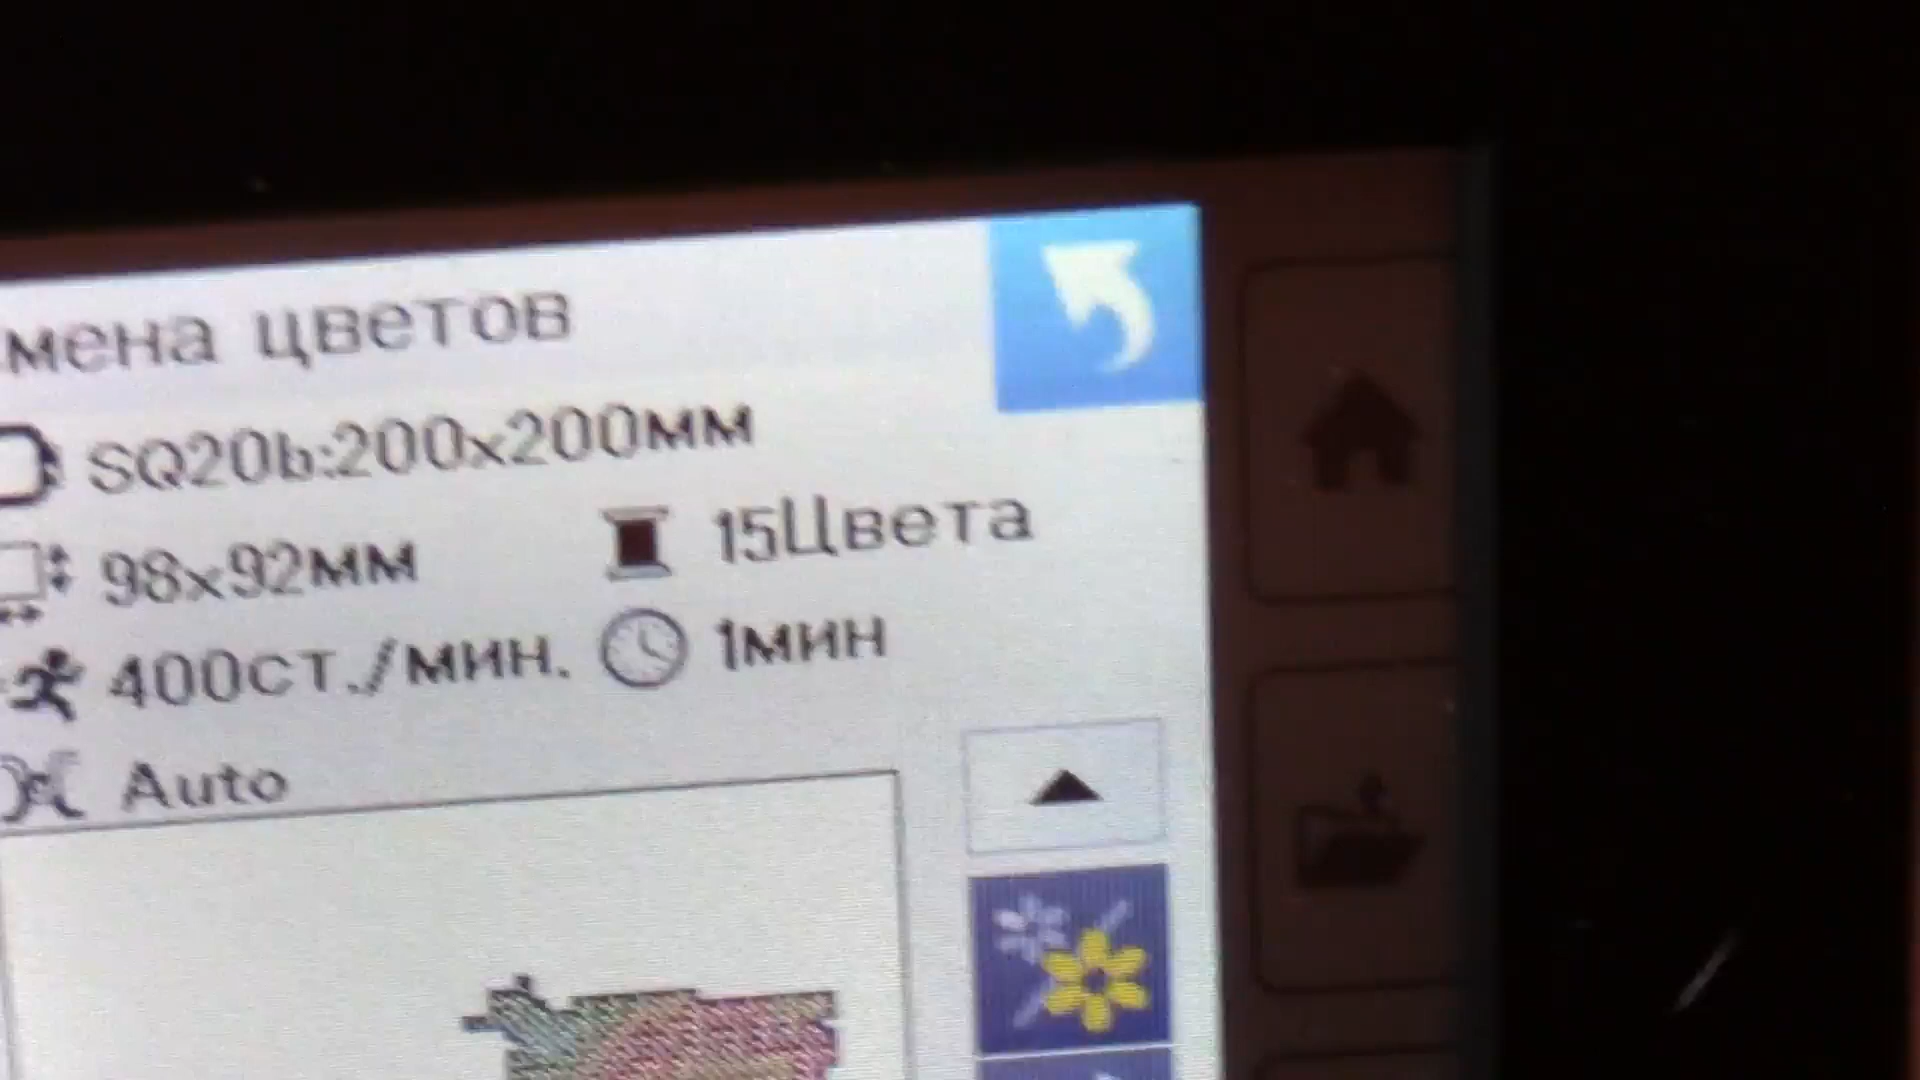 мена цветов
SQ20b:200x200мм
98x92мм 15Цвета
400ст./мин. 1мин
Auto